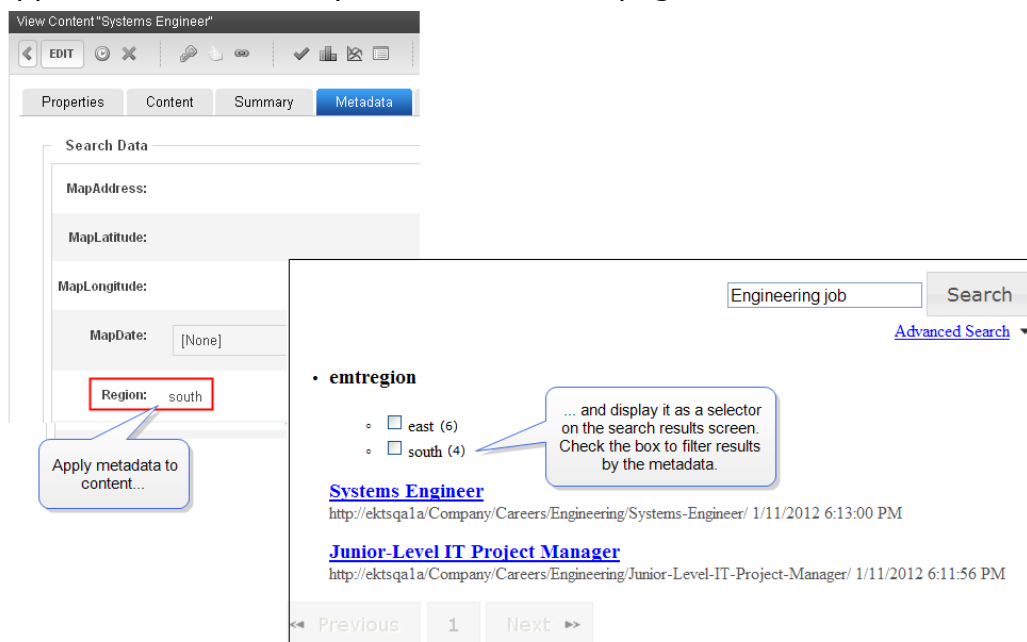 View Content "Systems Engineer"
EDIT
Properties Content Summary Metadata
Search Data
MapAddress:
MapLatitude:
MapLongitude:
MapDate: [None]
Region: south
Apply metadata to
content...
Engineering job Search
Advanced Search
• emtregion
east (6)
south (4)
... and display it as a selector
on the search results screen.
Check the box to filter results
by the metadata.
Systems Engineer
http://ektsqa1a/Company/Careers/Engineering/Systems-Engineer/ 1/11/2012 6:13:00 PM
Junior-Level IT Project Manager
http://ektsqa1a/Company/Careers/Engineering/Junior-Level-IT-Project-Manager/ 1/11/2012 6:11:56 PM
Previous 1 Next